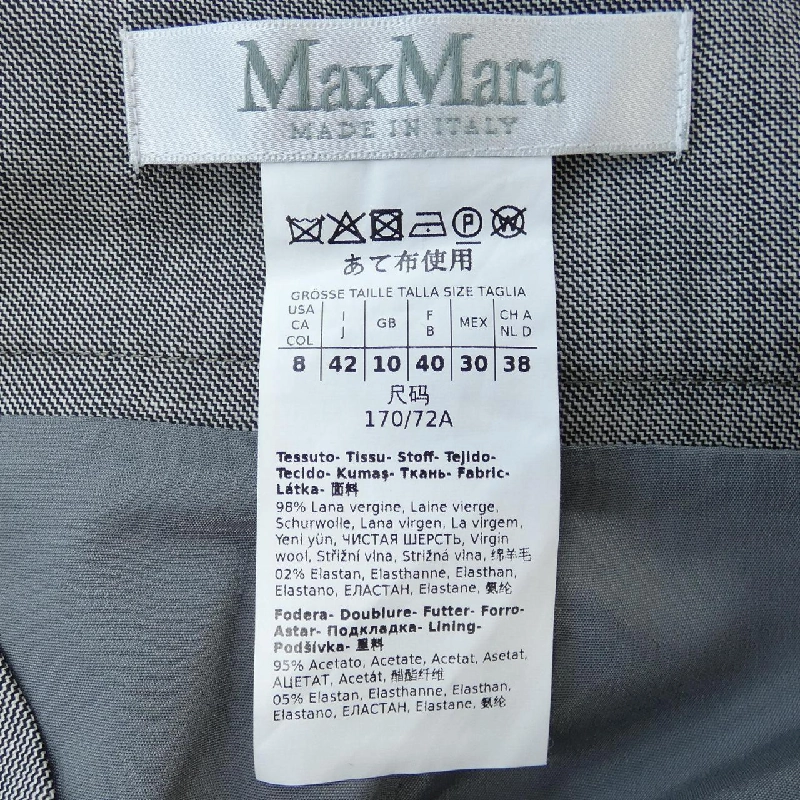 MaxMara
MADE IN ITALY
P W
あて布使用
GRÖSSE TAILLE TALLA SIZE TAGLIA
USA CA COL I J GB F B MEX CH A NL D
8 42 10 40 30 38
尺码
170/72A
Tessuto- Tissu- Stoff- Tejido-
Tecido- Kumaş- Ткань- Fabric-
Látka- 面料
98% Lana vergine, Laine vierge,
Schurwolle, Lana virgen, La virgem,
Yeni yün, ЧИСТАЯ ШЕРСТЬ, Virgin
wool, Střižní vlna, Strižná vlna, 绵羊毛
02% Elastan, Elasthanne, Elasthan,
Elastano, ЕЛАСТАН, Elastane, 氨纶
Fodera- Doublure- Futter- Forro-
Astar- Подкладка- Lining-
Podšívka- 里料
95% Acetato, Acetate, Acetat, Asetat,
АЦЕТАТ, Acetát, 醋酯纤维
05% Elastan, Elasthanne, Elasthan,
Elastano, ЕЛАСТАН, Elastane, 氨纶